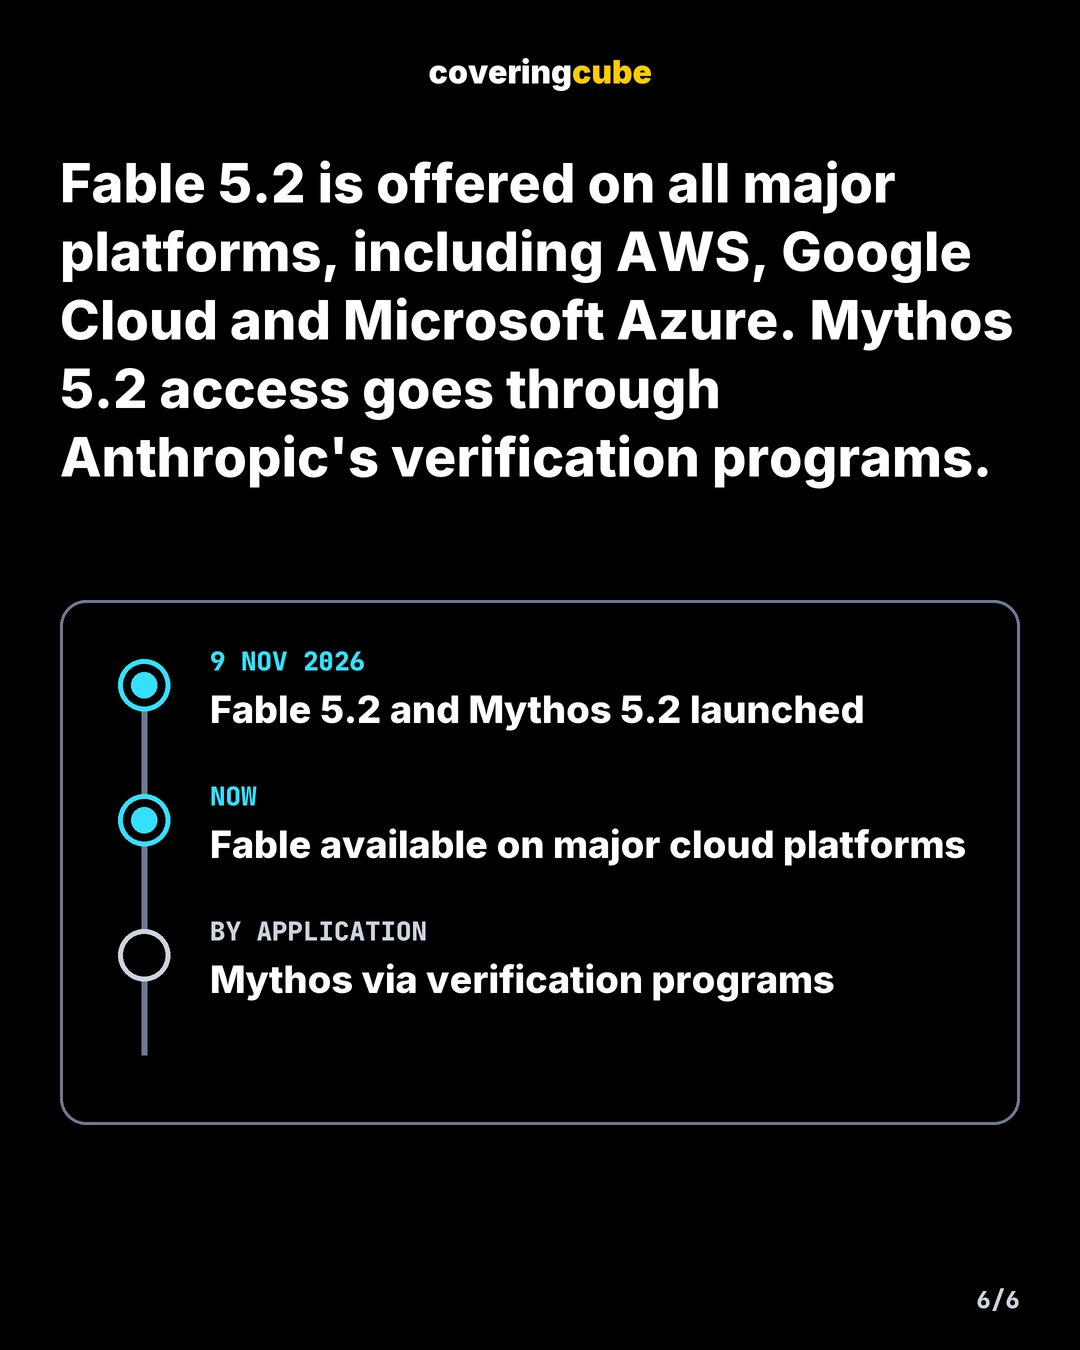 coveringcube
Fable 5.2 is offered on all major
platforms, including AWS, Google
Cloud and Microsoft Azure. Mythos
5.2 access goes through
Anthropic's verification programs.
9 NOV 2026
Fable 5.2 and Mythos 5.2 launched
NOW
Fable available on major cloud platforms
BY APPLICATION
Mythos via verification programs
6/6